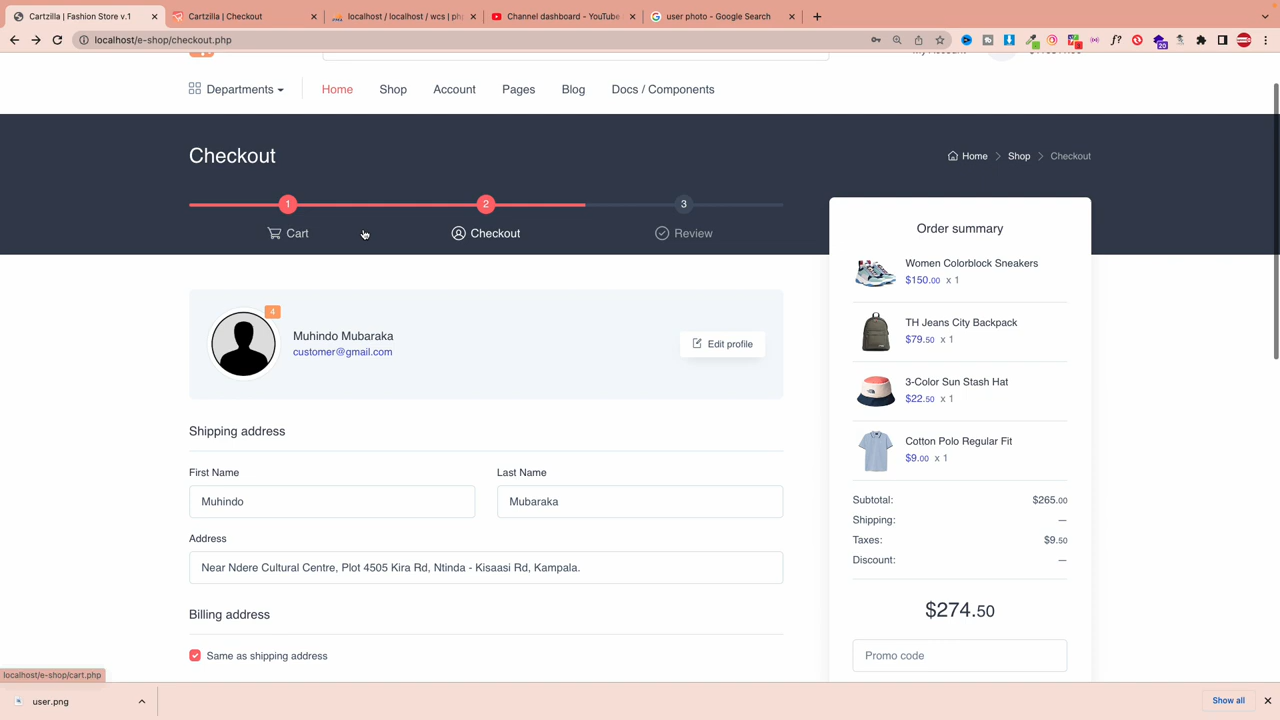 Cartzilla | Fashion Store v.1
Cartzilla | Checkout
localhost / localhost / wcs | ph
Channel dashboard - YouTube
user photo - Google Search
localhost/e-shop/checkout.php
Departments
Home
Shop
Account
Pages
Blog
Docs / Components
Checkout
Home
Shop
Checkout
1
2
3
Cart
Checkout
Review
4
Muhindo Mubaraka
customer@gmail.com
Edit profile
Shipping address
First Name
Last Name
Muhindo
Mubaraka
Address
Near Ndere Cultural Centre, Plot 4505 Kira Rd, Ntinda - Kisaasi Rd, Kampala.
Billing address
Same as shipping address
Order summary
Women Colorblock Sneakers
$150.00 x 1
TH Jeans City Backpack
$79.50 x 1
3-Color Sun Stash Hat
$22.50 x 1
Cotton Polo Regular Fit
$9.00 x 1
Subtotal: $265.00
Shipping: —
Taxes: $9.50
Discount: —
$274.50
Promo code
localhost/e-shop/cart.php
user.png
Show all